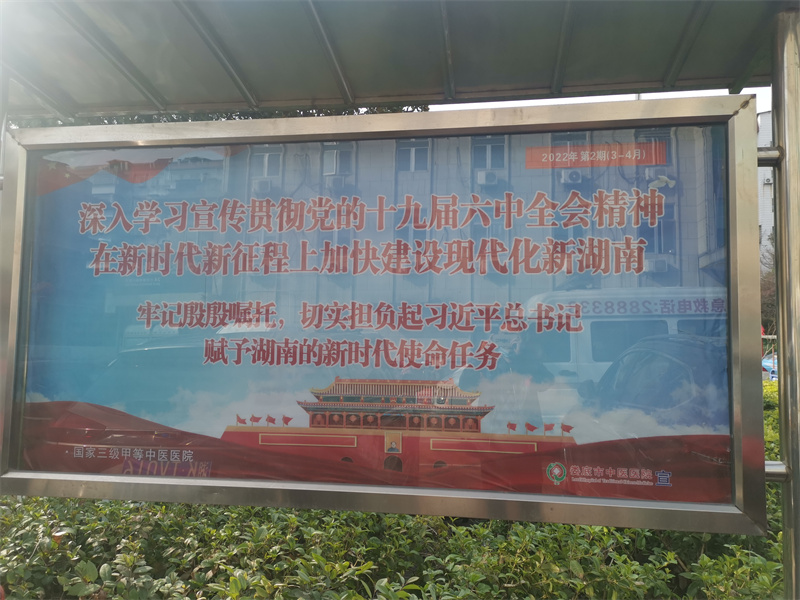 2022年第2期(3-4月)
深入学习宣传贯彻党的十九届六中全会精神
在新时代新征程上加快建设现代化新湖南
牢记殷殷嘱托，切实担负起习近平总书记
赋予湖南的新时代使命任务
·国家三级甲等中医医院
娄底市中医医院 宣